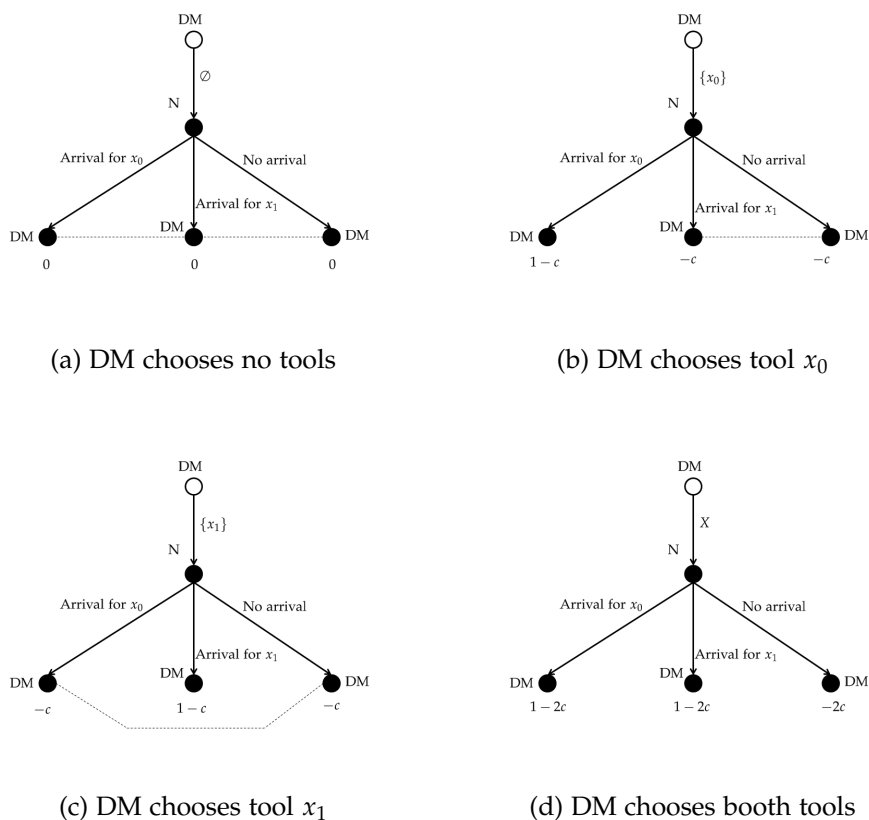 DM
∅
N
Arrival for x₀
No arrival
Arrival for x₁
DM
DM
DM
0
0
0
(a) DM chooses no tools
DM
{x₀}
N
Arrival for x₀
No arrival
Arrival for x₁
DM
DM
DM
1 − c
−c
−c
(b) DM chooses tool x₀
DM
{x₁}
N
Arrival for x₀
No arrival
Arrival for x₁
DM
DM
DM
−c
1 − c
−c
(c) DM chooses tool x₁
DM
X
N
Arrival for x₀
No arrival
Arrival for x₁
DM
DM
DM
1 − 2c
1 − 2c
−2c
(d) DM chooses booth tools